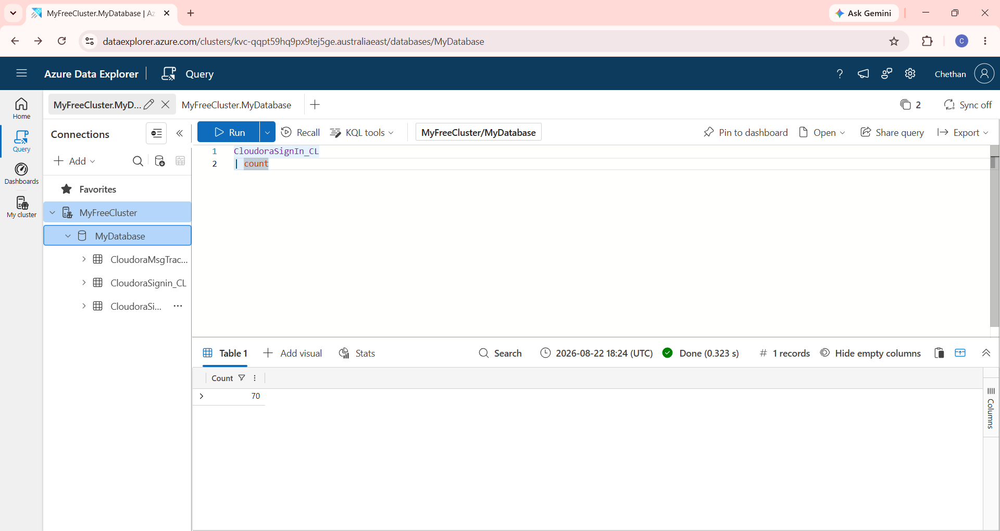 MyFreeCluster.MyDatabase | Az
Ask Gemini
dataexplorer.azure.com/clusters/kvc-qqpt59hq9px9tej5ge.australiaeast/databases/MyDatabase
C
Azure Data Explorer
Query
?
Chethan
Home
Query
Dashboards
My cluster
MyFreeCluster.MyD...
MyFreeCluster.MyDatabase
2
Sync off
Connections
Add
Favorites
MyFreeCluster
MyDatabase
CloudoraMsgTrac...
CloudoraSignin_CL
CloudoraSi...
Run
Recall
KQL tools
MyFreeCluster/MyDatabase
Pin to dashboard
Open
Share query
Export
1 CloudoraSignIn_CL
2 | count
Table 1
Add visual
Stats
Search
2026-08-22 18:24 (UTC)
Done (0.323 s)
# 1 records
Hide empty columns
Count
70
Columns